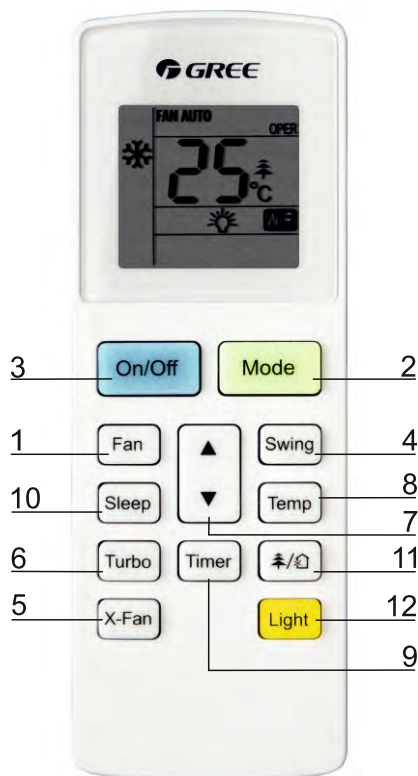 GREE
FAN AUTO
OPER
25 °C
WiFi
3 On/Off Mode 2
1 Fan ▲ Swing 4
10 Sleep ▼ Temp 8
7
6 Turbo Timer / 11
5 X-Fan Light 12
9